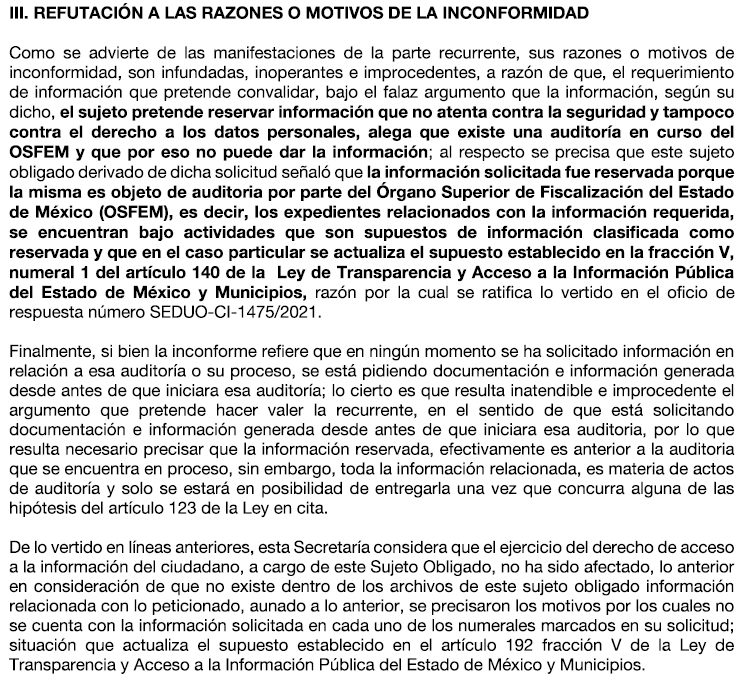 III. REFUTACIÓN A LAS RAZONES O MOTIVOS DE LA INCONFORMIDAD
Como se advierte de las manifestaciones de la parte recurrente, sus razones o motivos de
inconformidad, son infundadas, inoperantes e improcedentes, a razón de que, el requerimiento
de información que pretende convalidar, bajo el falaz argumento que la información, según su
dicho, el sujeto pretende reservar información que no atenta contra la seguridad y tampoco
contra el derecho a los datos personales, alega que existe una auditoría en curso del
OSFEM y que por eso no puede dar la información; al respecto se precisa que este sujeto
obligado derivado de dicha solicitud señaló que la información solicitada fue reservada porque
la misma es objeto de auditoria por parte del Órgano Superior de Fiscalización del Estado
de México (OSFEM), es decir, los expedientes relacionados con la información requerida,
se encuentran bajo actividades que son supuestos de información clasificada como
reservada y que en el caso particular se actualiza el supuesto establecido en la fracción V,
numeral 1 del artículo 140 de la Ley de Transparencia y Acceso a la Información Pública
del Estado de México y Municipios, razón por la cual se ratifica lo vertido en el oficio de
respuesta número SEDUO-CI-1475/2021.
Finalmente, si bien la inconforme refiere que en ningún momento se ha solicitado información en
relación a esa auditoría o su proceso, se está pidiendo documentación e información generada
desde antes de que iniciara esa auditoría; lo cierto es que resulta inatendible e improcedente el
argumento que pretende hacer valer la recurrente, en el sentido de que está solicitando
documentación e información generada desde antes de que iniciara esa auditoria, por lo que
resulta necesario precisar que la información reservada, efectivamente es anterior a la auditoria
que se encuentra en proceso, sin embargo, toda la información relacionada, es materia de actos
de auditoría y solo se estará en posibilidad de entregarla una vez que concurra alguna de las
hipótesis del artículo 123 de la Ley en cita.
De lo vertido en líneas anteriores, esta Secretaría considera que el ejercicio del derecho de acceso
a la información del ciudadano, a cargo de este Sujeto Obligado, no ha sido afectado, lo anterior
en consideración de que no existe dentro de los archivos de este sujeto obligado información
relacionada con lo peticionado, aunado a lo anterior, se precisaron los motivos por los cuales no
se cuenta con la información solicitada en cada uno de los numerales marcados en su solicitud;
situación que actualiza el supuesto establecido en el artículo 192 fracción V de la Ley de
Transparencia y Acceso a la Información Pública del Estado de México y Municipios.